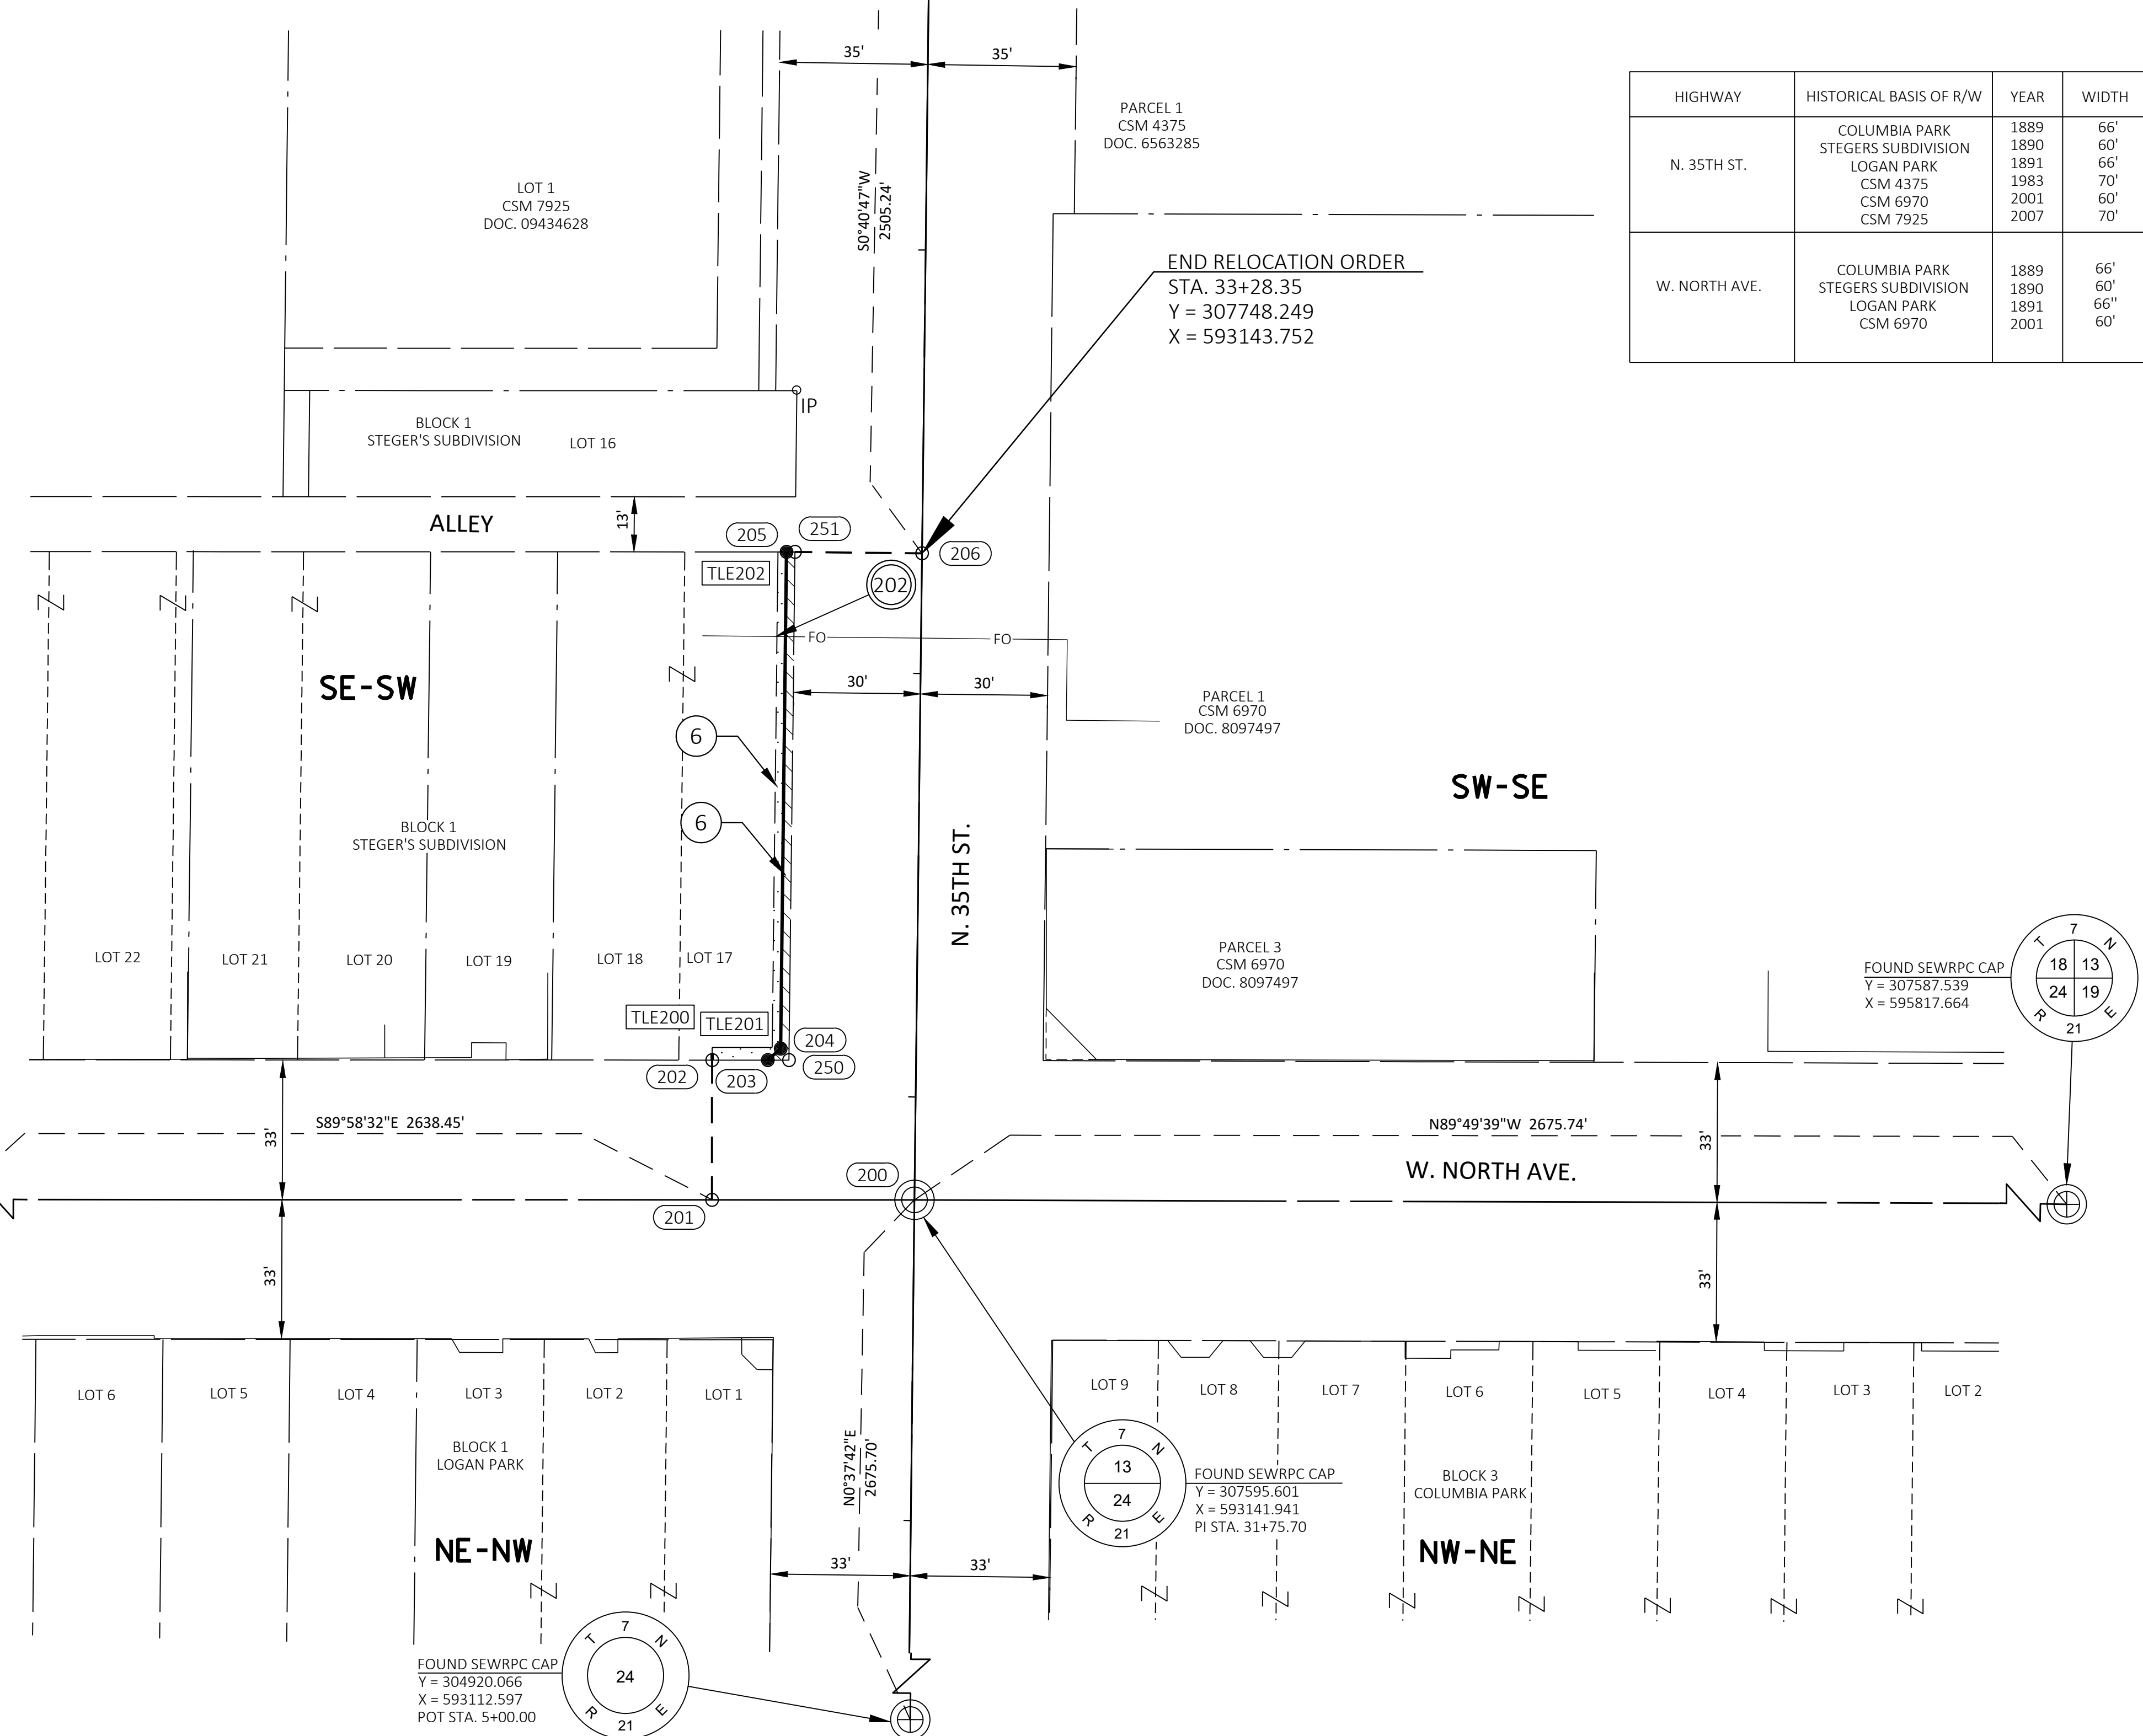 35'
35'
PARCEL 1
CSM 4375
DOC. 6563285
HIGHWAY HISTORICAL BASIS OF R/W YEAR WIDTH
N. 35TH ST.
COLUMBIA PARK 1889 66'
STEGERS SUBDIVISION 1890 60'
LOGAN PARK 1891 66'
CSM 4375 1983 70'
CSM 6970 2001 60'
CSM 7925 2007 70'
W. NORTH AVE.
COLUMBIA PARK 1889 66'
STEGERS SUBDIVISION 1890 60'
LOGAN PARK 1891 66"
CSM 6970 2001 60'
LOT 1
CSM 7925
DOC. 09434628
S0°40'47"W
2505.24'
END RELOCATION ORDER
STA. 33+28.35
Y = 307748.249
X = 593143.752
IP
BLOCK 1
STEGER'S SUBDIVISION
LOT 16
ALLEY
13'
205
251
206
TLE202
202
FO
FO
SE-SW
30'
30'
PARCEL 1
CSM 6970
DOC. 8097497
6
6
SW-SE
BLOCK 1
STEGER'S SUBDIVISION
N. 35TH ST.
LOT 22
LOT 21
LOT 20
LOT 19
LOT 18
LOT 17
PARCEL 3
CSM 6970
DOC. 8097497
FOUND SEWRPC CAP
Y = 307587.539
X = 595817.664
T 7 N
18 13
24 19
R 21 E
TLE200
TLE201
204
202
203
250
33'
S89°58'32"E 2638.45'
N89°49'39"W 2675.74'
33'
200
W. NORTH AVE.
201
33'
33'
LOT 6
LOT 5
LOT 4
LOT 3
LOT 2
LOT 1
LOT 9
LOT 8
LOT 7
LOT 6
LOT 5
LOT 4
LOT 3
LOT 2
BLOCK 1
LOGAN PARK
N0°37'42"E
2675.70'
T 7 N
13
24
R 21 E
FOUND SEWRPC CAP
Y = 307595.601
X = 593141.941
PI STA. 31+75.70
BLOCK 3
COLUMBIA PARK
NE-NW
NW-NE
33'
33'
FOUND SEWRPC CAP
Y = 304920.066
X = 593112.597
POT STA. 5+00.00
T 7 N
24
R 21 E